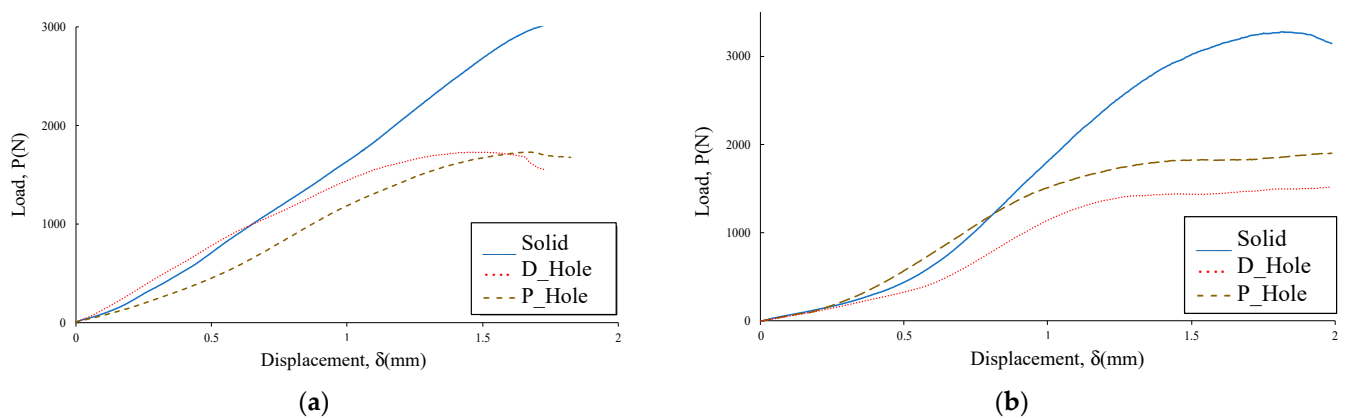 3000
2000
1000
0
Load, P(N)
0
0.5
1
1.5
2
Displacement, δ(mm)
Solid
D_Hole
P_Hole
(a)
3000
2000
1000
0
Load, P(N)
0
0.5
1
1.5
2
Displacement, δ(mm)
Solid
D_Hole
P_Hole
(b)